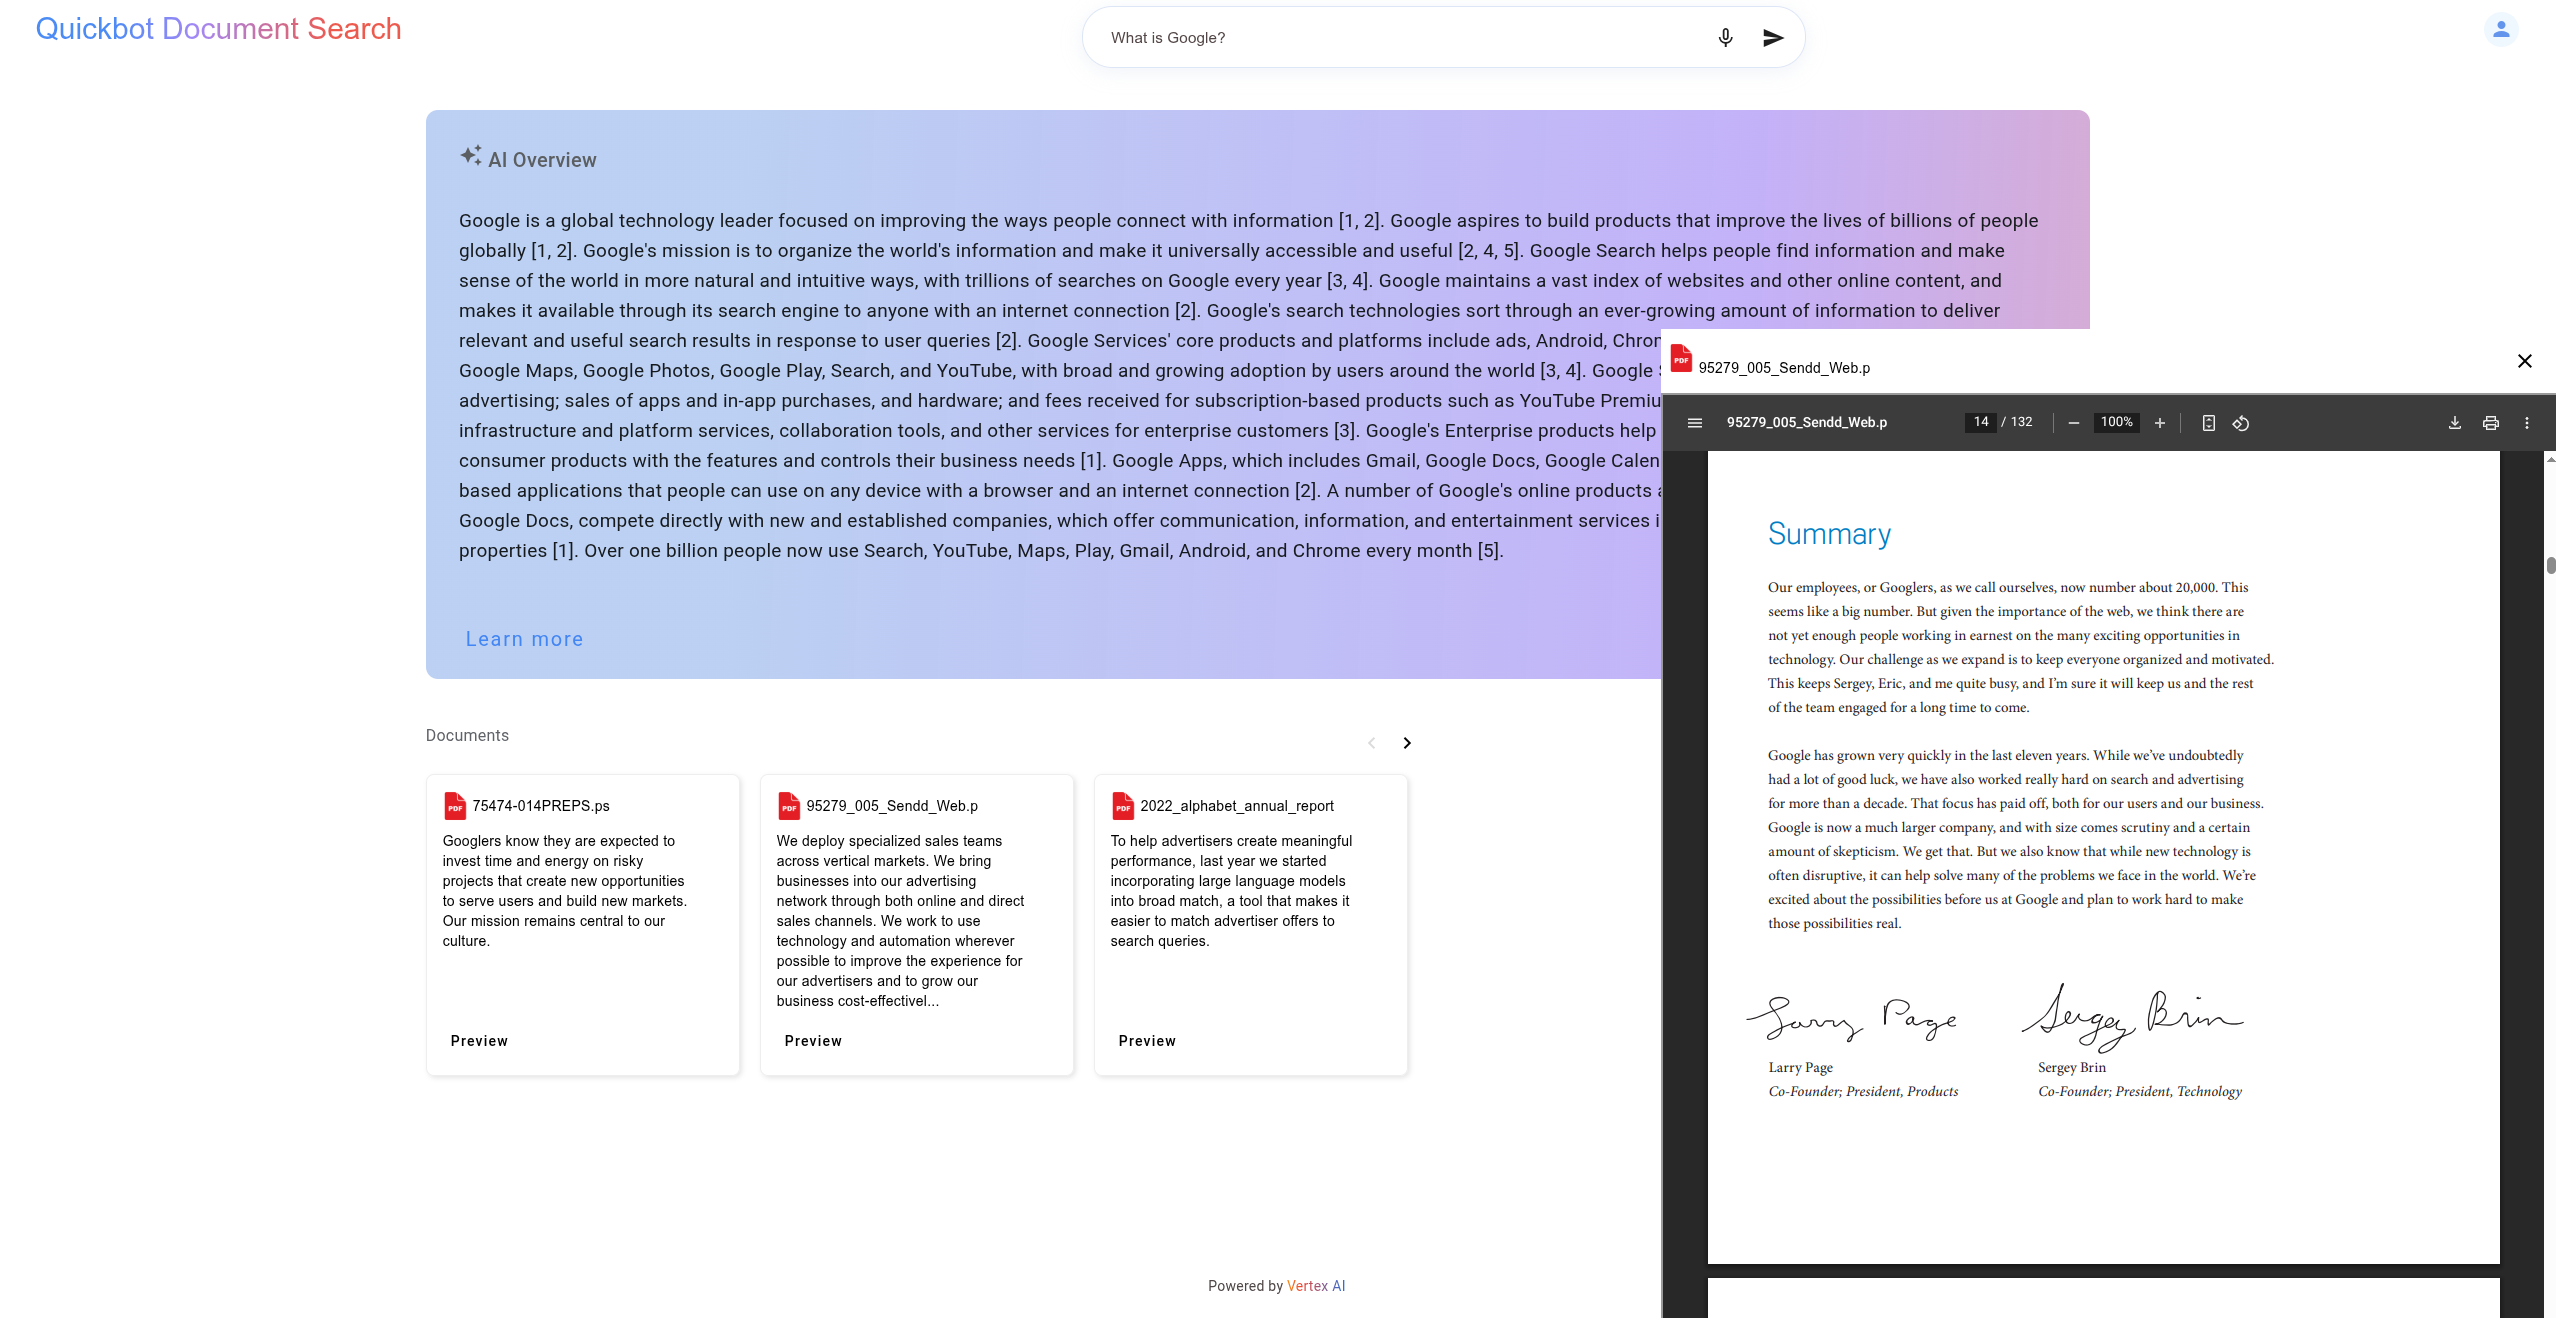 Quickbot Document Search
What is Google?
AI Overview
Google is a global technology leader focused on improving the ways people connect with information [1, 2]. Google aspires to build products that improve the lives of billions of people
globally [1, 2]. Google's mission is to organize the world's information and make it universally accessible and useful [2, 4, 5]. Google Search helps people find information and make
sense of the world in more natural and intuitive ways, with trillions of searches on Google every year [3, 4]. Google maintains a vast index of websites and other online content, and
makes it available through its search engine to anyone with an internet connection [2]. Google's search technologies sort through an ever-growing amount of information to deliver
relevant and useful search results in response to user queries [2]. Google Services' core products and platforms include ads, Android,
Google Maps, Google Photos, Google Play, Search, and YouTube, with broad and growing adoption by users around the world [3, 4]. Google
advertising; sales of apps and in-app purchases, and hardware; and fees received for subscription-based products such as YouTube
infrastructure and platform services, collaboration tools, and other services for enterprise customers [3]. Google's Enterprise products help
consumer products with the features and controls their business needs [1]. Google Apps, which includes Gmail, Google Docs, Google
based applications that people can use on any device with a browser and an internet connection [2]. A number of Google's online products
Google Docs, compete directly with new and established companies, which offer communication, information, and entertainment services
properties [1]. Over one billion people now use Search, YouTube, Maps, Play, Gmail, Android, and Chrome every month [5].
Learn more
Documents
PDF 75474-014PREPS.ps
Googlers know they are expected to
invest time and energy on risky
projects that create new opportunities
to serve users and build new markets.
Our mission remains central to our
culture.
Preview
PDF 95279_005_Sendd_Web.p
We deploy specialized sales teams
across vertical markets. We bring
businesses into our advertising
network through both online and direct
sales channels. We work to use
technology and automation wherever
possible to improve the experience for
our advertisers and to grow our
business cost-effectivel...
Preview
PDF 2022_alphabet_annual_report
To help advertisers create meaningful
performance, last year we started
incorporating large language models
into broad match, a tool that makes it
easier to match advertiser offers to
search queries.
Preview
Powered by Vertex AI
PDF 95279_005_Sendd_Web.p
95279_005_Sendd_Web.p 14 / 132 100%
Summary
Our employees, or Googlers, as we call ourselves, now number about 20,000. This
seems like a big number. But given the importance of the web, we think there are
not yet enough people working in earnest on the many exciting opportunities in
technology. Our challenge as we expand is to keep everyone organized and motivated.
This keeps Sergey, Eric, and me quite busy, and I'm sure it will keep us and the rest
of the team engaged for a long time to come.
Google has grown very quickly in the last eleven years. While we've undoubtedly
had a lot of good luck, we have also worked really hard on search and advertising
for more than a decade. That focus has paid off, both for our users and our business.
Google is now a much larger company, and with size comes scrutiny and a certain
amount of skepticism. We get that. But we also know that while new technology is
often disruptive, it can help solve many of the problems we face in the world. We're
excited about the possibilities before us at Google and plan to work hard to make
those possibilities real.
Larry Page Sergey Brin
Larry Page Sergey Brin
Co-Founder; President, Products Co-Founder; President, Technology